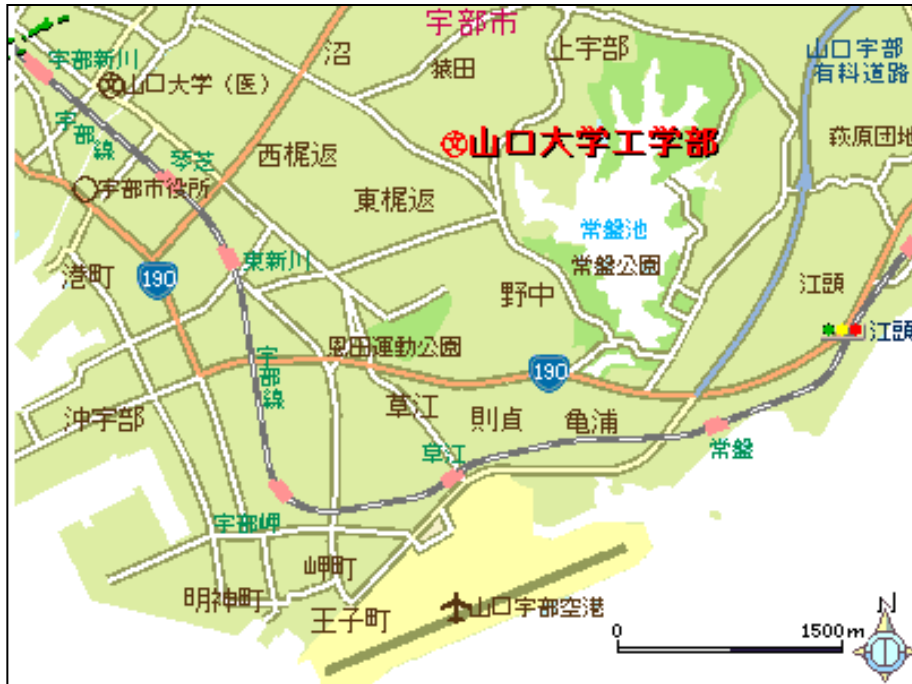 宇部市
宇部新川
沼
猿田
上宇部
山口宇部
有料道路
山口大学（医）
宇部線
山口大学工学部
萩原団地
琴芝
西梶返
宇部市役所
東梶返
常盤池
東新川
常盤公園
港町
190
野中
江頭
恩田運動公園
江頭
宇部線
190
沖宇部
草江
則貞
亀浦
草江
常盤
宇部岬
岬町
明神町
王子町
山口宇部空港
N
0
1500m